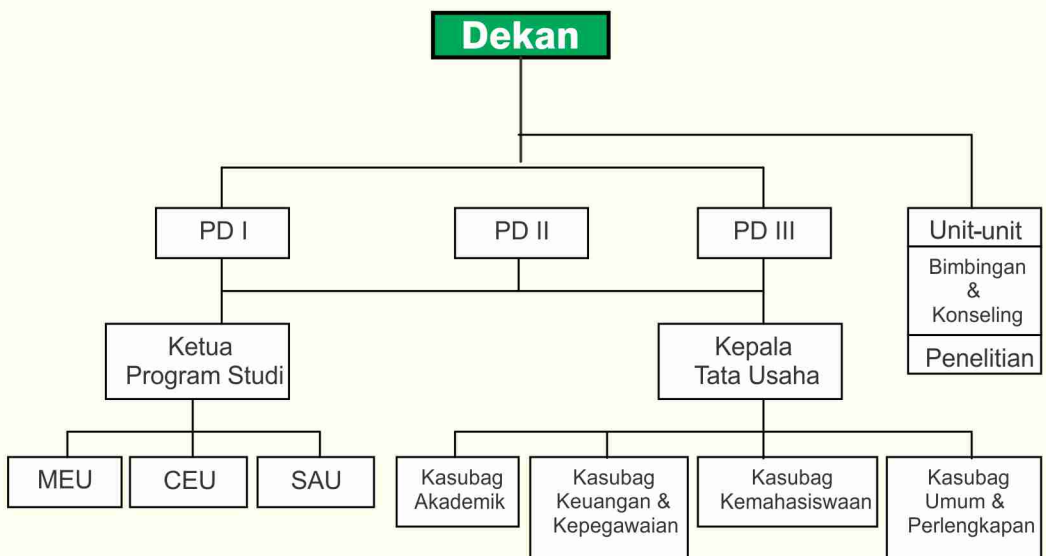 Dekan
PD I
PD II
PD III
Unit-unit
Bimbingan
&
Konseling
Penelitian
Ketua
Program Studi
Kepala
Tata Usaha
MEU
CEU
SAU
Kasubag
Akademik
Kasubag
Keuangan &
Kepegawaian
Kasubag
Kemahasiswaan
Kasubag
Umum &
Perlengkapan